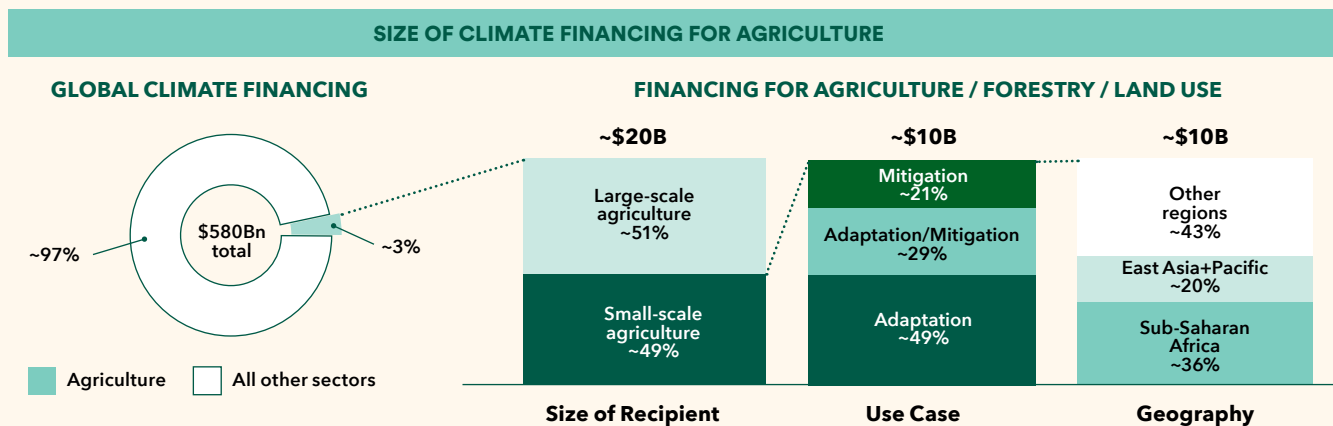 SIZE OF CLIMATE FINANCING FOR AGRICULTURE
GLOBAL CLIMATE FINANCING
$580Bn
total
~97%
~3%
Agriculture
All other sectors
FINANCING FOR AGRICULTURE / FORESTRY / LAND USE
~$20B
Large-scale
agriculture
~51%
Small-scale
agriculture
~49%
Size of Recipient
~$10B
Mitigation
~21%
Adaptation/Mitigation
~29%
Adaptation
~49%
Use Case
~$10B
Other
regions
~43%
East Asia+Pacific
~20%
Sub-Saharan
Africa
~36%
Geography